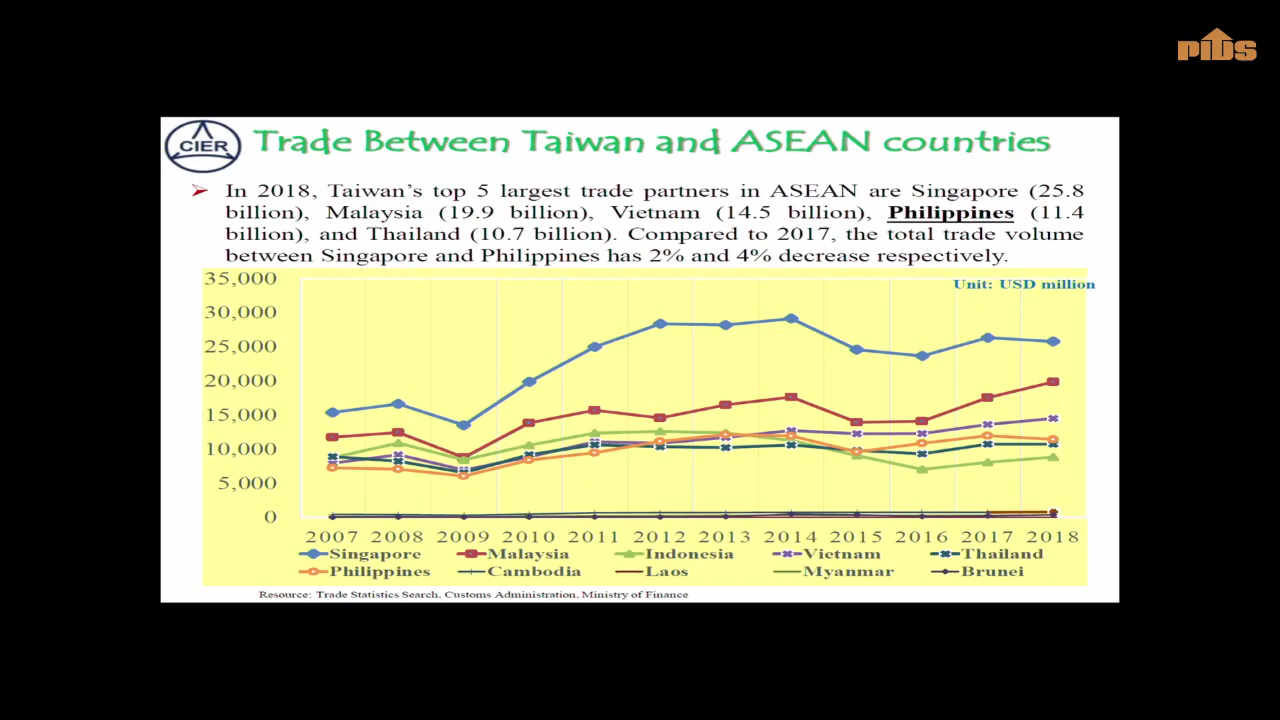 PIDS
CIER
Trade Between Taiwan and ASEAN countries
In 2018, Taiwan's top 5 largest trade partners in ASEAN are Singapore (25.8
billion), Malaysia (19.9 billion), Vietnam (14.5 billion), Philippines (11.4
billion), and Thailand (10.7 billion). Compared to 2017, the total trade volume
between Singapore and Philippines has 2% and 4% decrease respectively.
Unit: USD million
35,000
30,000
25,000
20,000
15,000
10,000
5,000
0
2007 2008 2009 2010 2011 2012 2013 2014 2015 2016 2017 2018
Singapore Malaysia Indonesia Vietnam Thailand
Philippines Cambodia Laos Myanmar Brunei
Resource: Trade Statistics Search, Customs Administration, Ministry of Finance